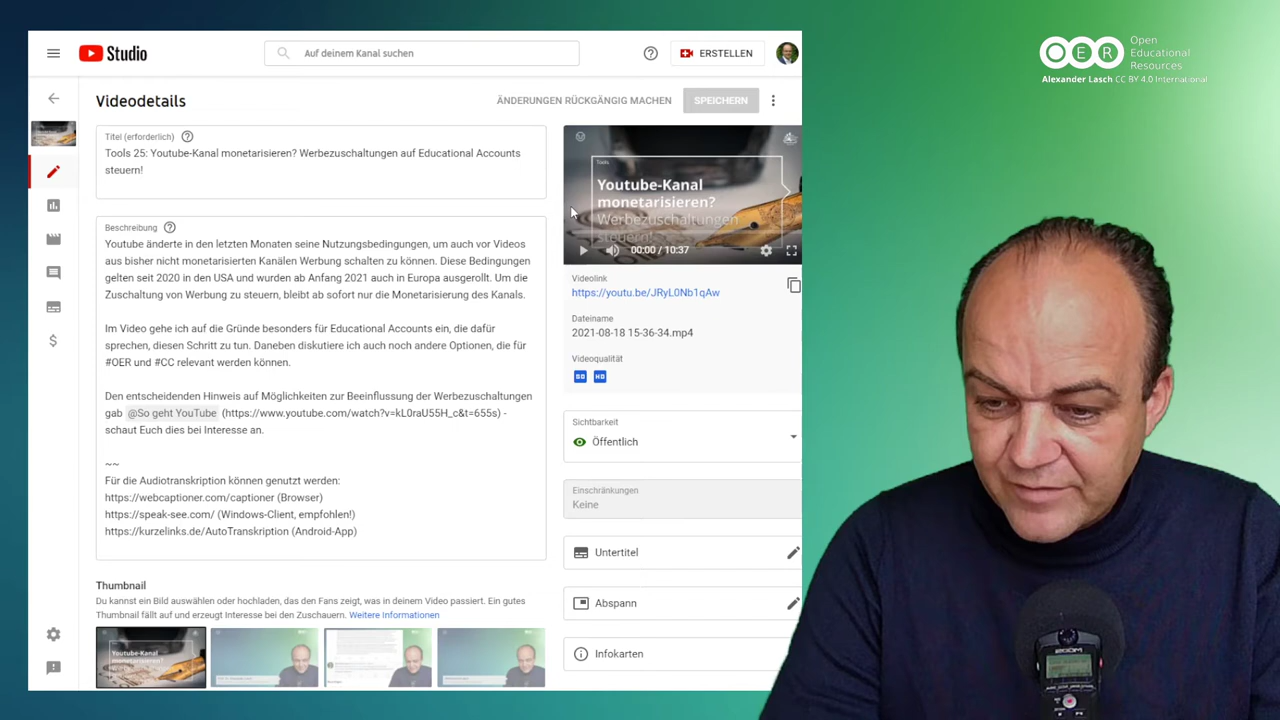 Studio
Auf deinem Kanal suchen
ERSTELLEN
Open
Educational
Resources
OER
Alexander Lasch CC BY 4.0 International
Videodetails
ÄNDERUNGEN RÜCKGÄNGIG MACHEN
SPEICHERN
Titel (erforderlich)
Tools 25: Youtube-Kanal monetarisieren? Werbezuschaltungen auf Educational Accounts
steuern!
Beschreibung
Youtube änderte in den letzten Monaten seine Nutzungsbedingungen, um auch vor Videos
aus bisher nicht monetarisierten Kanälen Werbung schalten zu können. Diese Bedingungen
gelten seit 2020 in den USA und wurden ab Anfang 2021 auch in Europa ausgerollt. Um die
Zuschaltung von Werbung zu steuern, bleibt ab sofort nur die Monetarisierung des Kanals.
Im Video gehe ich auf die Gründe besonders für Educational Accounts ein, die dafür
sprechen, diesen Schritt zu tun. Daneben diskutiere ich auch noch andere Optionen, die für
#OER und #CC relevant werden können.
Den entscheidenden Hinweis auf Möglichkeiten zur Beeinflussung der Werbezuschaltungen
gab @So geht YouTube (https://www.youtube.com/watch?v=kL0raU55H_c&t=655s) -
schaut Euch dies bei Interesse an.
~~
Für die Audiotranskription können genutzt werden:
https://webcaptioner.com/captioner (Browser)
https://speak-see.com/ (Windows-Client, empfohlen!)
https://kurzelinks.de/AutoTranskription (Android-App)
Thumbnail
Du kannst ein Bild auswählen oder hochladen, das den Fans zeigt, was in deinem Video passiert. Ein gutes
Thumbnail fällt auf und erzeugt Interesse bei den Zuschauern. Weitere Informationen
Youtube-Kanal
monetarisieren?
Tools
Youtube-Kanal
monetarisieren?
Werbezuschaltungen
steuern!
00:00 / 10:37
Videolink
https://youtu.be/JRyL0Nb1qAw
Dateiname
2021-08-18 15-36-34.mp4
Videoqualität
SD HD
Sichtbarkeit
Öffentlich
Einschränkungen
Keine
Untertitel
Abspann
Infokarten
ZOOM